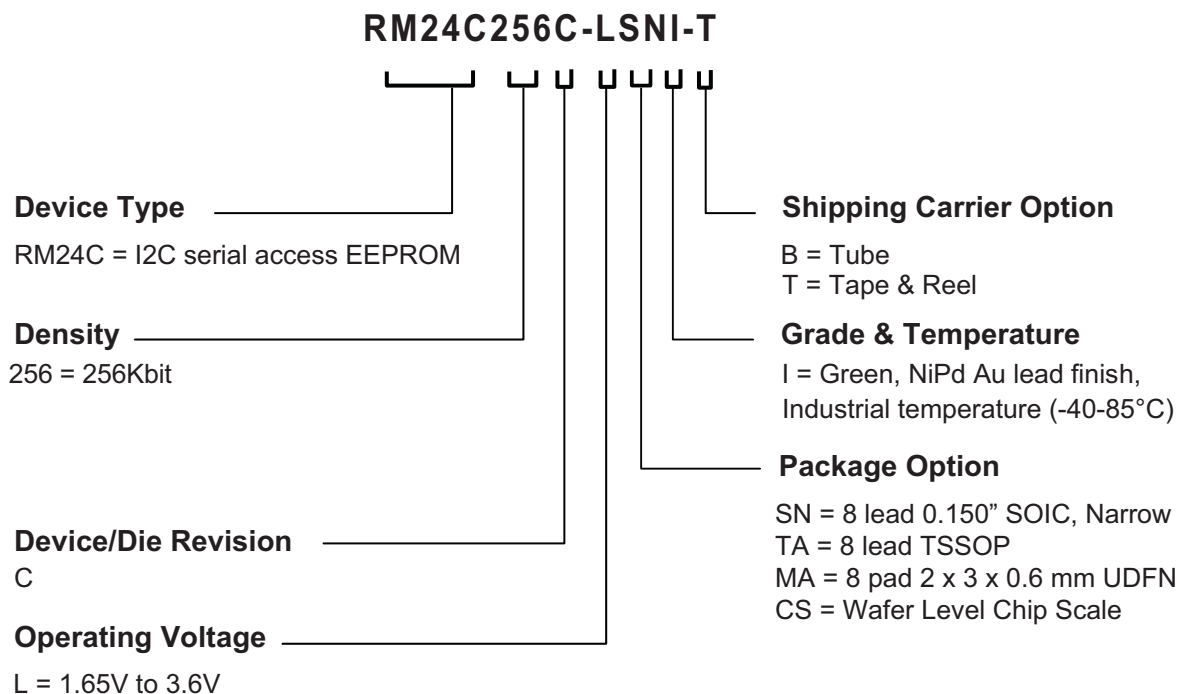 RM24C256C-LSNI-T
Device Type
RM24C = I2C serial access EEPROM
Density
256 = 256Kbit
Device/Die Revision
C
Operating Voltage
L = 1.65V to 3.6V
Shipping Carrier Option
B = Tube
T = Tape & Reel
Grade & Temperature
I = Green, NiPd Au lead finish,
Industrial temperature (-40-85°C)
Package Option
SN = 8 lead 0.150” SOIC, Narrow
TA = 8 lead TSSOP
MA = 8 pad 2 x 3 x 0.6 mm UDFN
CS = Wafer Level Chip Scale